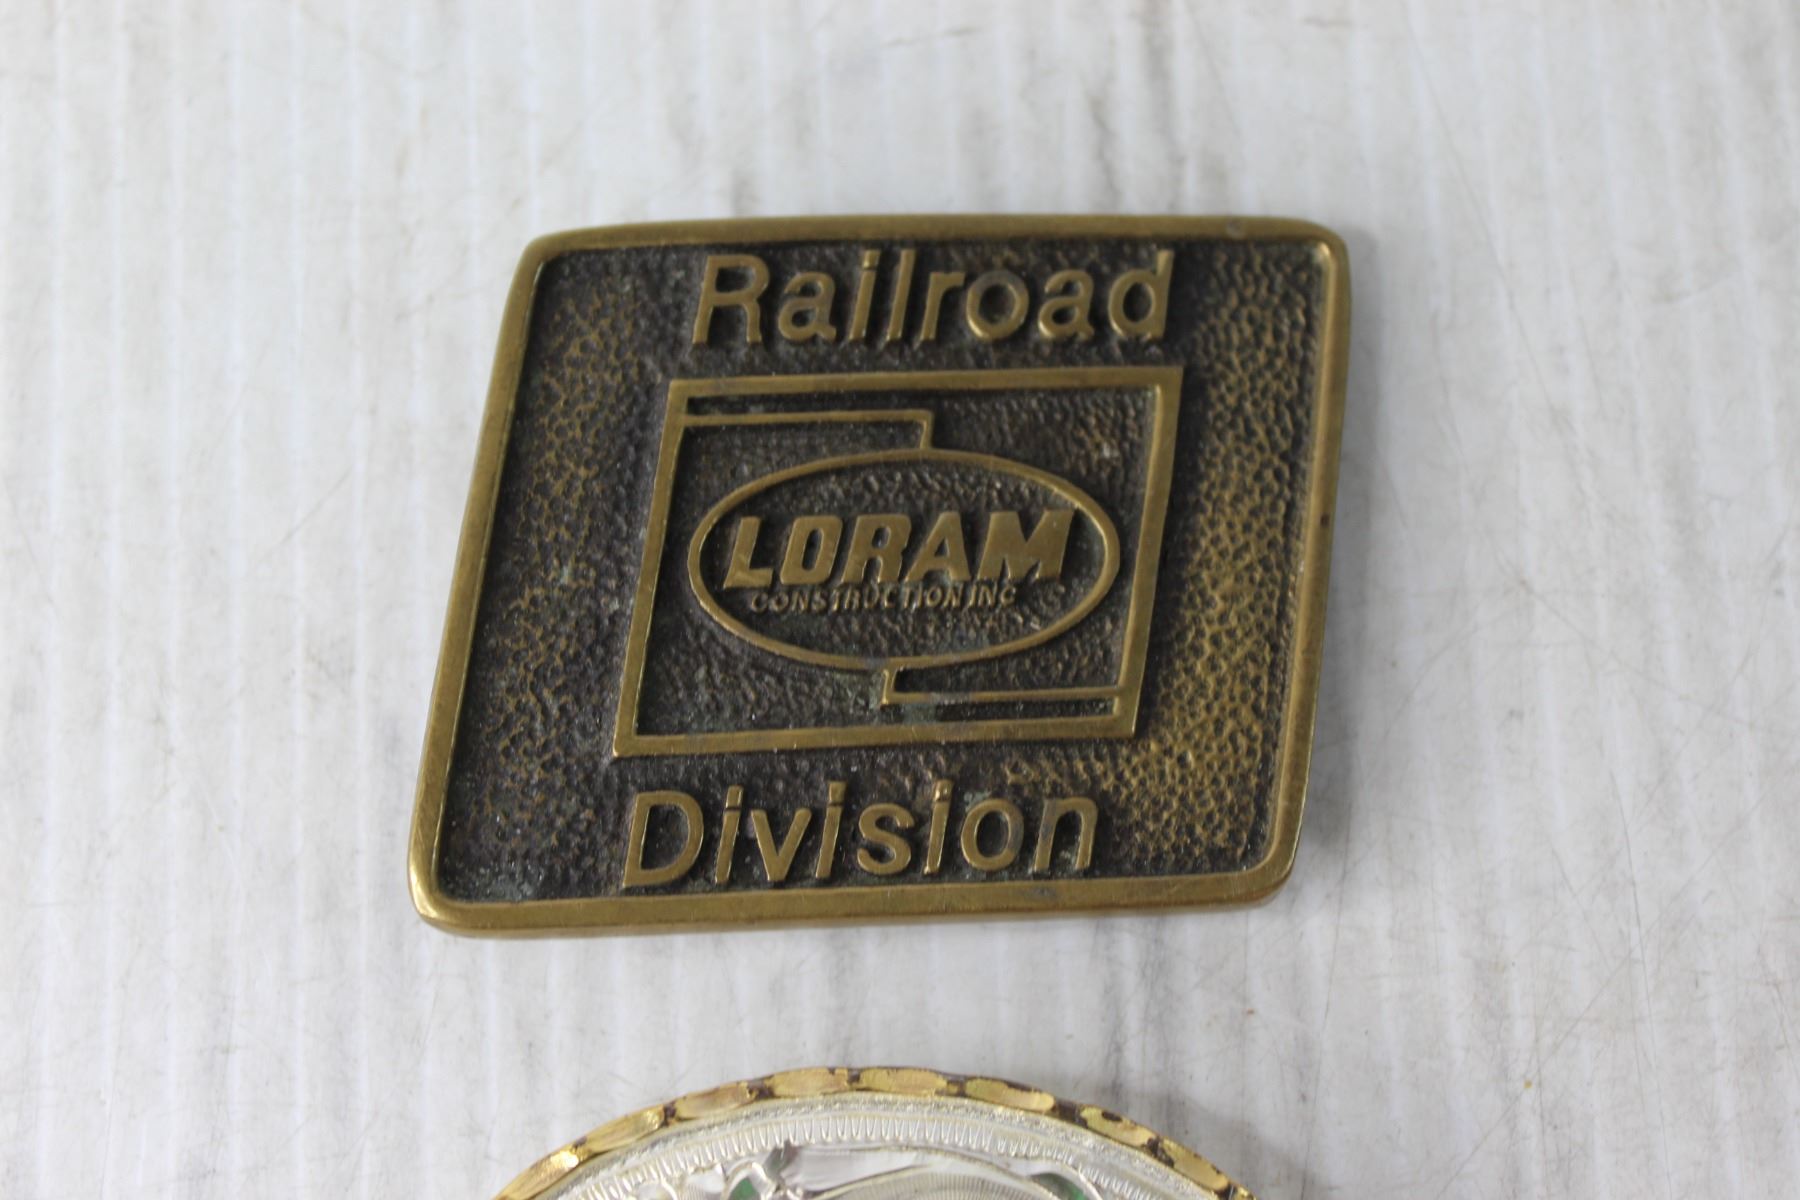 Railroad
LORAM
CONSTRUCTION INC
Division